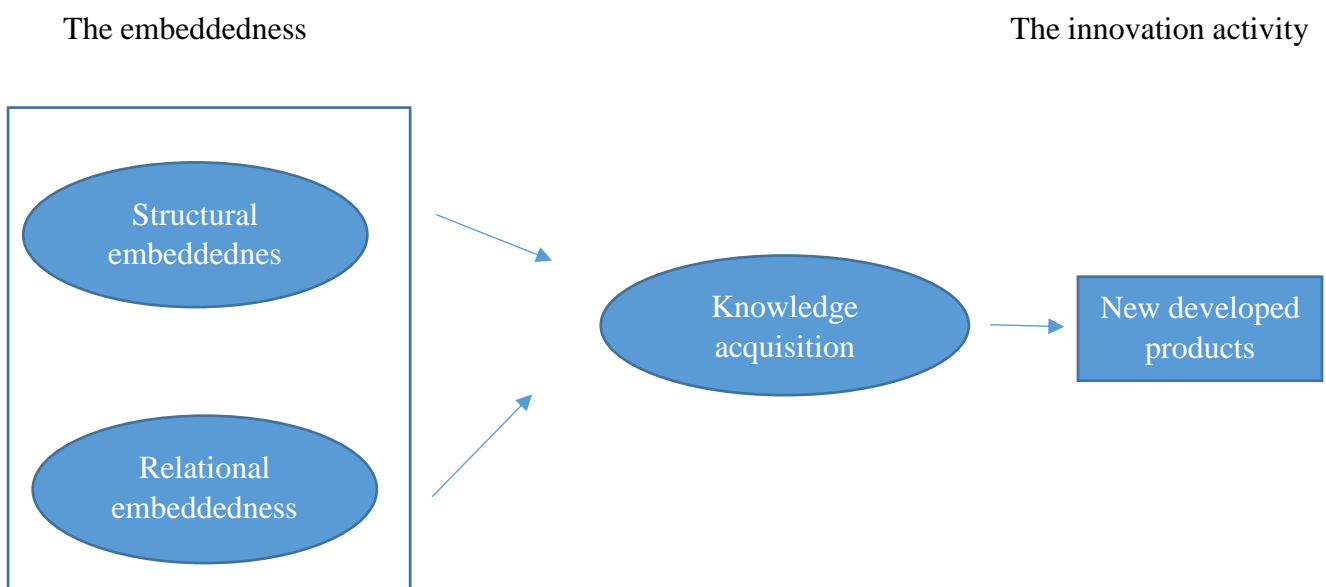 The embeddedness
The innovation activity
Structural
embeddednes
Knowledge
acquisition
New developed
products
Relational
embeddedness